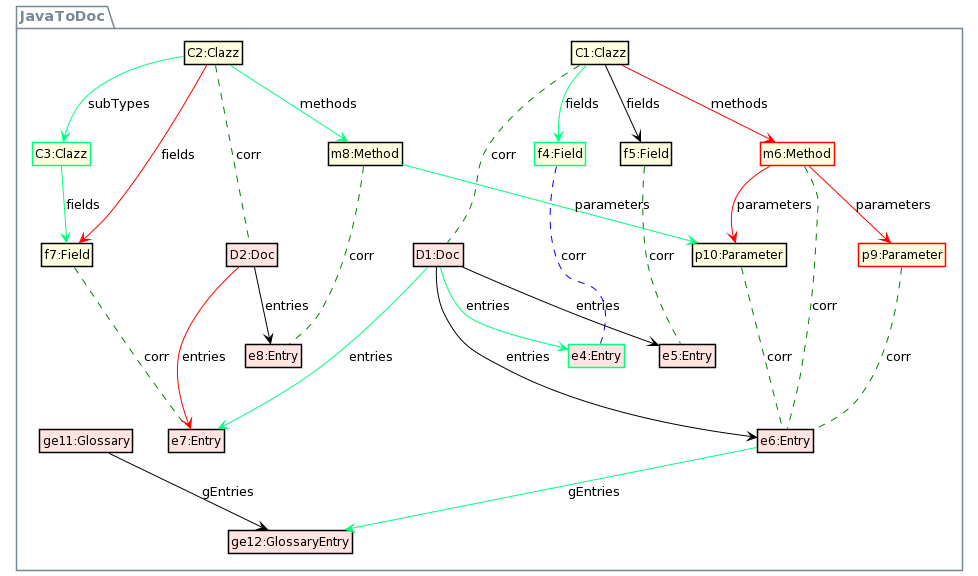 JavaToDoc
C2:Clazz
C1:Clazz
subTypes
methods
fields
fields
methods
C3:Clazz
fields
corr
m8:Method
corr
f4:Field
f5:Field
m6:Method
fields
parameters
parameters
parameters
f7:Field
D2:Doc
corr
D1:Doc
corr
corr
p10:Parameter
p9:Parameter
entries
entries
entries
corr
corr
entries
e8:Entry
entries
entries
e4:Entry
e5:Entry
corr
corr
ge11:Glossary
e7:Entry
e6:Entry
gEntries
gEntries
ge12:GlossaryEntry